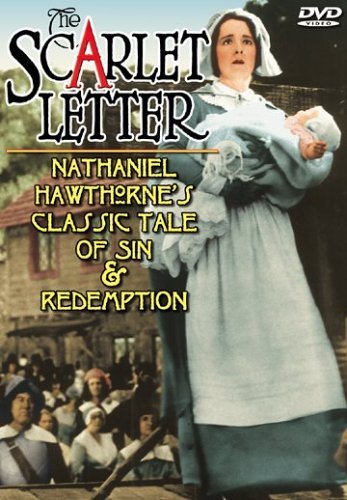 The
SCARLET
LETTER
DVD
VIDEO
NATHANIEL
HAWTHORNE'S
CLASSIC TALE
OF SIN
&
REDEMPTION